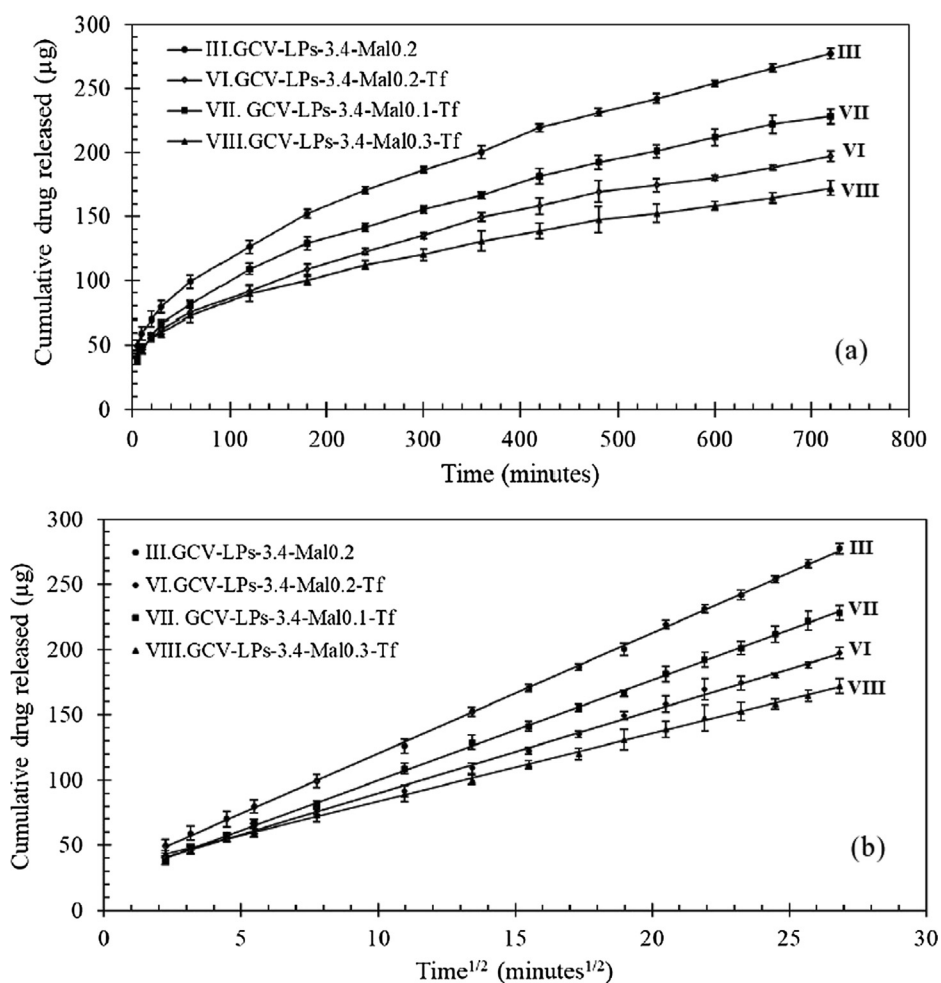 300
250
200
150
100
50
0
Cumulative drug released (µg)
III.GCV-LPs-3.4-Mal0.2
VI.GCV-LPs-3.4-Mal0.2-Tf
VII. GCV-LPs-3.4-Mal0.1-Tf
VIII.GCV-LPs-3.4-Mal0.3-Tf
III
VII
VI
VIII
(a)
0 100 200 300 400 500 600 700 800
Time (minutes)
300
250
200
150
100
50
0
Cumulative drug released (µg)
III.GCV-LPs-3.4-Mal0.2
VI.GCV-LPs-3.4-Mal0.2-Tf
VII. GCV-LPs-3.4-Mal0.1-Tf
VIII.GCV-LPs-3.4-Mal0.3-Tf
III
VII
VI
VIII
(b)
0 5 10 15 20 25 30
Time¹/² (minutes¹/²)